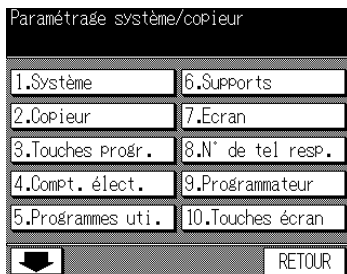 Paramétrage système/copieur
1.Système
6.Supports
2.Copieur
7.Ecran
3.Touches progr.
8.N° de tel resp.
4.Compt. élect.
9.Programmateur
5.Programmes uti.
10.Touches écran
RETOUR